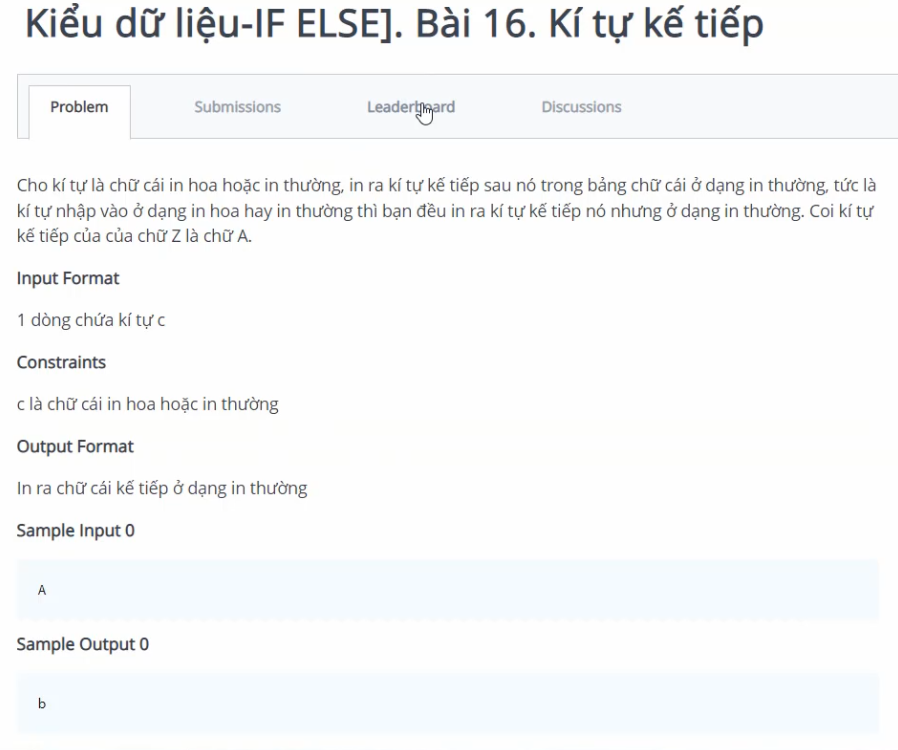 Kiểu dữ liệu-IF ELSE]. Bài 16. Kí tự kế tiếp
Problem Submissions Leaderboard Discussions
Cho kí tự là chữ cái in hoa hoặc in thường, in ra kí tự kế tiếp sau nó trong bảng chữ cái ở dạng in thường, tức là
kí tự nhập vào ở dạng in hoa hay in thường thì bạn đều in ra kí tự kế tiếp nó nhưng ở dạng in thường. Coi kí tự
kế tiếp của của chữ Z là chữ A.
Input Format
1 dòng chứa kí tự c
Constraints
c là chữ cái in hoa hoặc in thường
Output Format
In ra chữ cái kế tiếp ở dạng in thường
Sample Input 0
A
Sample Output 0
b